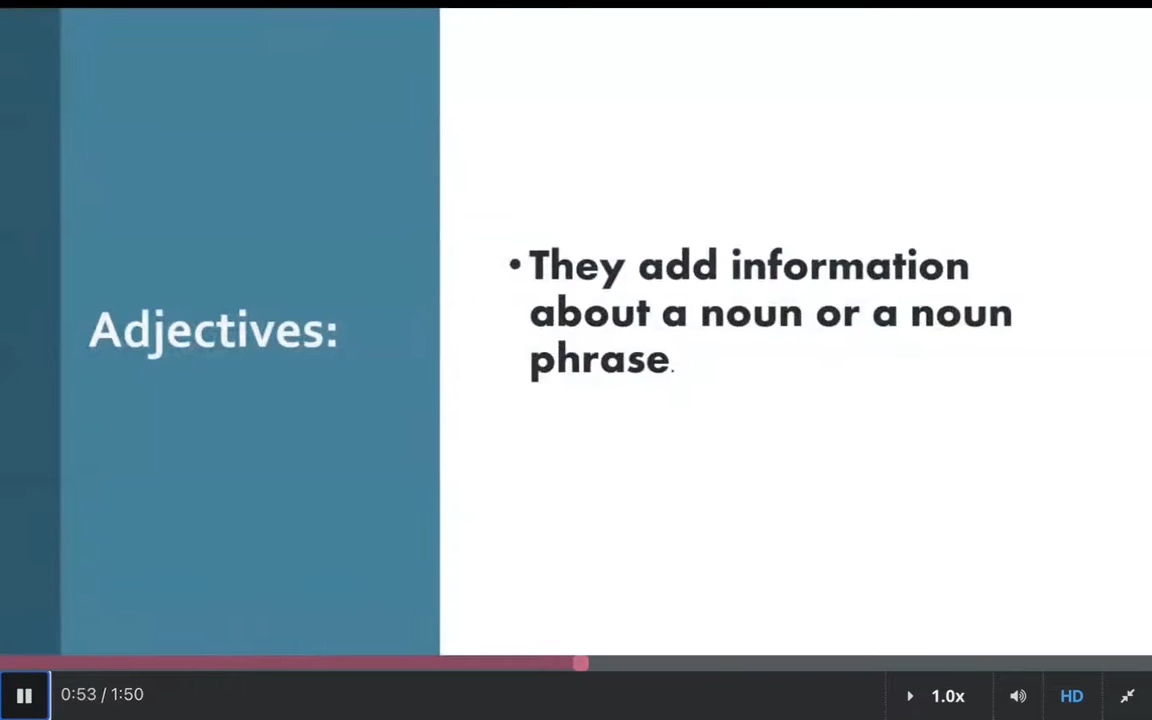 Adjectives:
• They add information
about a noun or a noun
phrase.
0:53 / 1:50
1.0x
HD